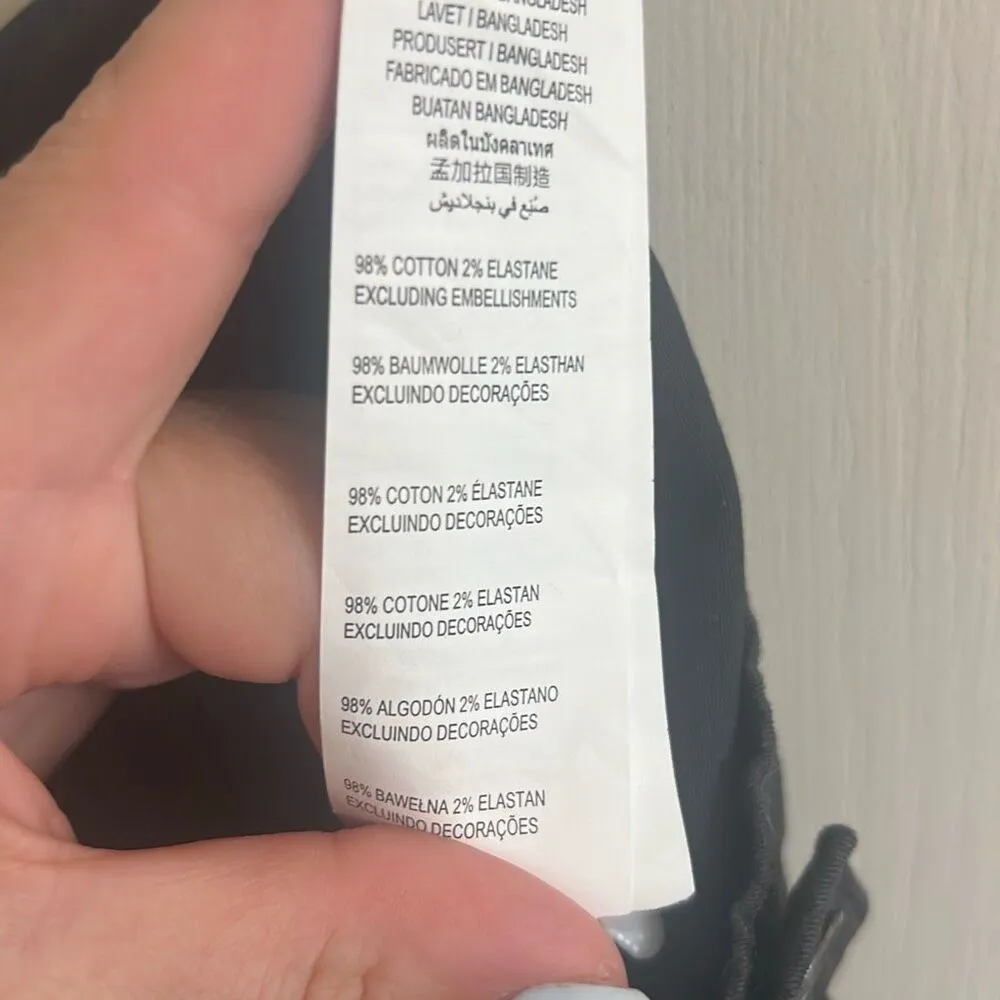 BANGLADESH
LAVET I BANGLADESH
PRODUSERT I BANGLADESH
FABRICADO EM BANGLADESH
BUATAN BANGLADESH
ผลิตในบังคลาเทศ
孟加拉国制造
صُنِع في بنجلاديش
98% COTTON 2% ELASTANE
EXCLUDING EMBELLISHMENTS
98% BAUMWOLLE 2% ELASTHAN
EXCLUINDO DECORAÇÕES
98% COTON 2% ÉLASTANE
EXCLUINDO DECORAÇÕES
98% COTONE 2% ELASTAN
EXCLUINDO DECORAÇÕES
98% ALGODÓN 2% ELASTANO
EXCLUINDO DECORAÇÕES
98% BAWEŁNA 2% ELASTAN
EXCLUINDO DECORAÇÕES